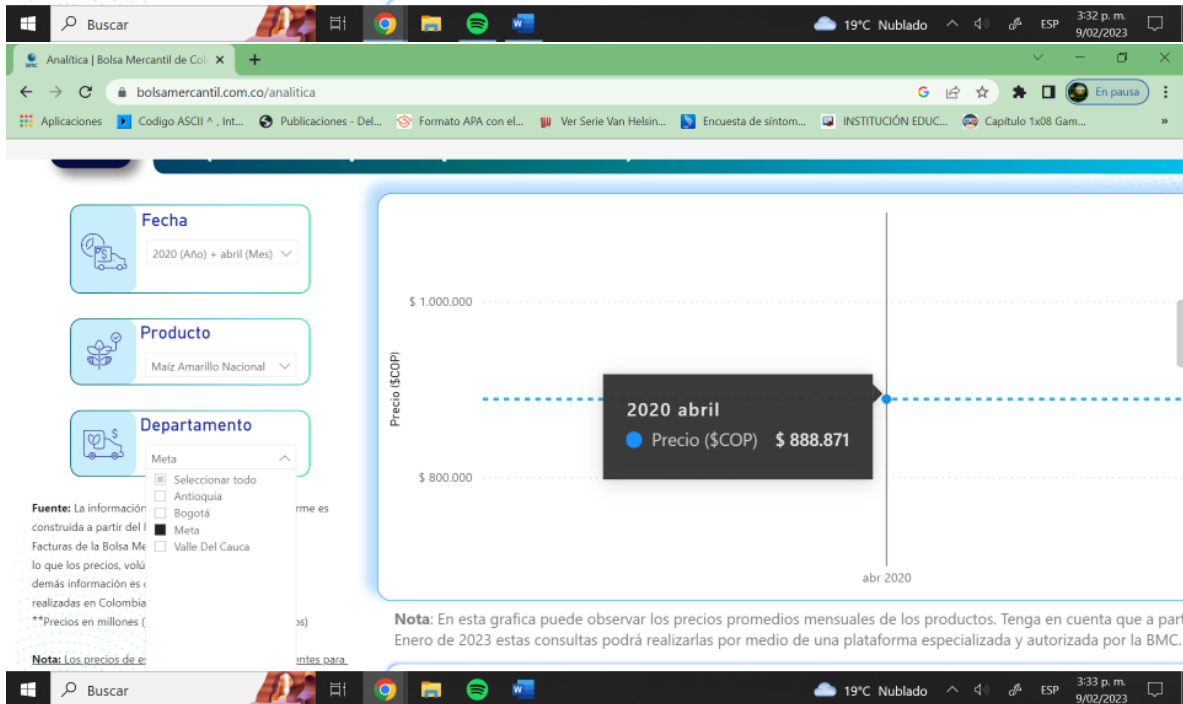 Buscar
19°C Nublado
ESP
3:32 p. m.
9/02/2023
Analítica | Bolsa Mercantil de Col
bolsamercantil.com.co/analitica
En pausa
Aplicaciones
Codigo ASCII ^ , Int...
Publicaciones - Del...
Formato APA con el...
Ver Serie Van Helsin...
Encuesta de síntom...
INSTITUCIÓN EDUC...
Capítulo 1x08 Gam...
»
Fecha
2020 (Año) + abril (Mes)
Producto
Maíz Amarillo Nacional
Departamento
Meta
Seleccionar todo
Antioquia
Bogotá
Meta
Valle Del Cauca
Fuente: La información rme es
construida a partir del
Facturas de la Bolsa Me
lo que los precios, volú
demás información es
realizadas en Colombia
**Precios en millones ( os)
Nota: Los precios de es entes para
Precio ($COP)
$ 1.000.000
$ 800.000
2020 abril
Precio ($COP) $ 888.871
abr 2020
Nota: En esta grafica puede observar los precios promedios mensuales de los productos. Tenga en cuenta que a part
Enero de 2023 estas consultas podrá realizarlas por medio de una plataforma especializada y autorizada por la BMC.
Buscar
19°C Nublado
ESP
3:33 p. m.
9/02/2023